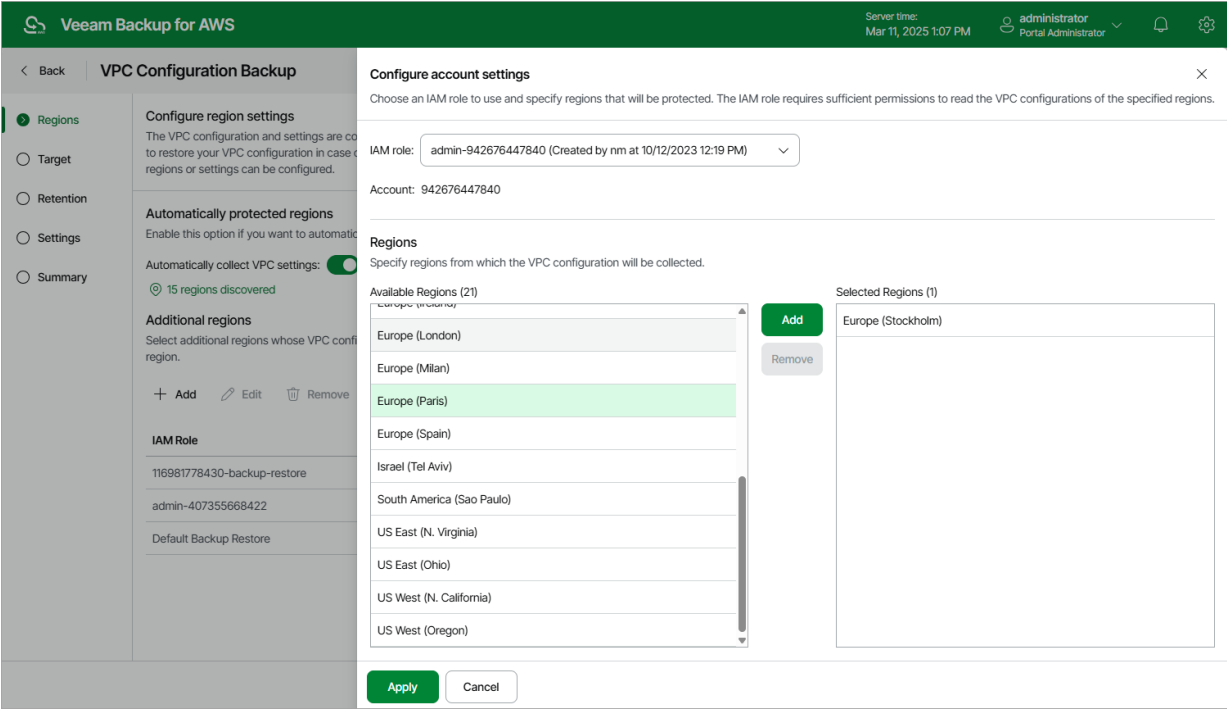 Veeam Backup for AWS
Server time:
Mar 11, 2025 1:07 PM
administrator
Portal Administrator
Back
VPC Configuration Backup
Regions
Target
Retention
Settings
Summary
Configure region settings
The VPC configuration and settings are co
to restore your VPC configuration in case
regions or settings can be configured.
Automatically protected regions
Enable this option if you want to automatic
Automatically collect VPC settings:
15 regions discovered
Additional regions
Select additional regions whose VPC confi
region.
Add
Edit
Remove
IAM Role
116981778430-backup-restore
admin-407355668422
Default Backup Restore
Configure account settings
Choose an IAM role to use and specify regions that will be protected. The IAM role requires sufficient permissions to read the VPC configurations of the specified regions.
IAM role: admin-942676447840 (Created by nm at 10/12/2023 12:19 PM)
Account: 942676447840
Regions
Specify regions from which the VPC configuration will be collected.
Available Regions (21)
Europe (Ireland)
Europe (London)
Europe (Milan)
Europe (Paris)
Europe (Spain)
Israel (Tel Aviv)
South America (Sao Paulo)
US East (N. Virginia)
US East (Ohio)
US West (N. California)
US West (Oregon)
Add
Remove
Selected Regions (1)
Europe (Stockholm)
Apply
Cancel